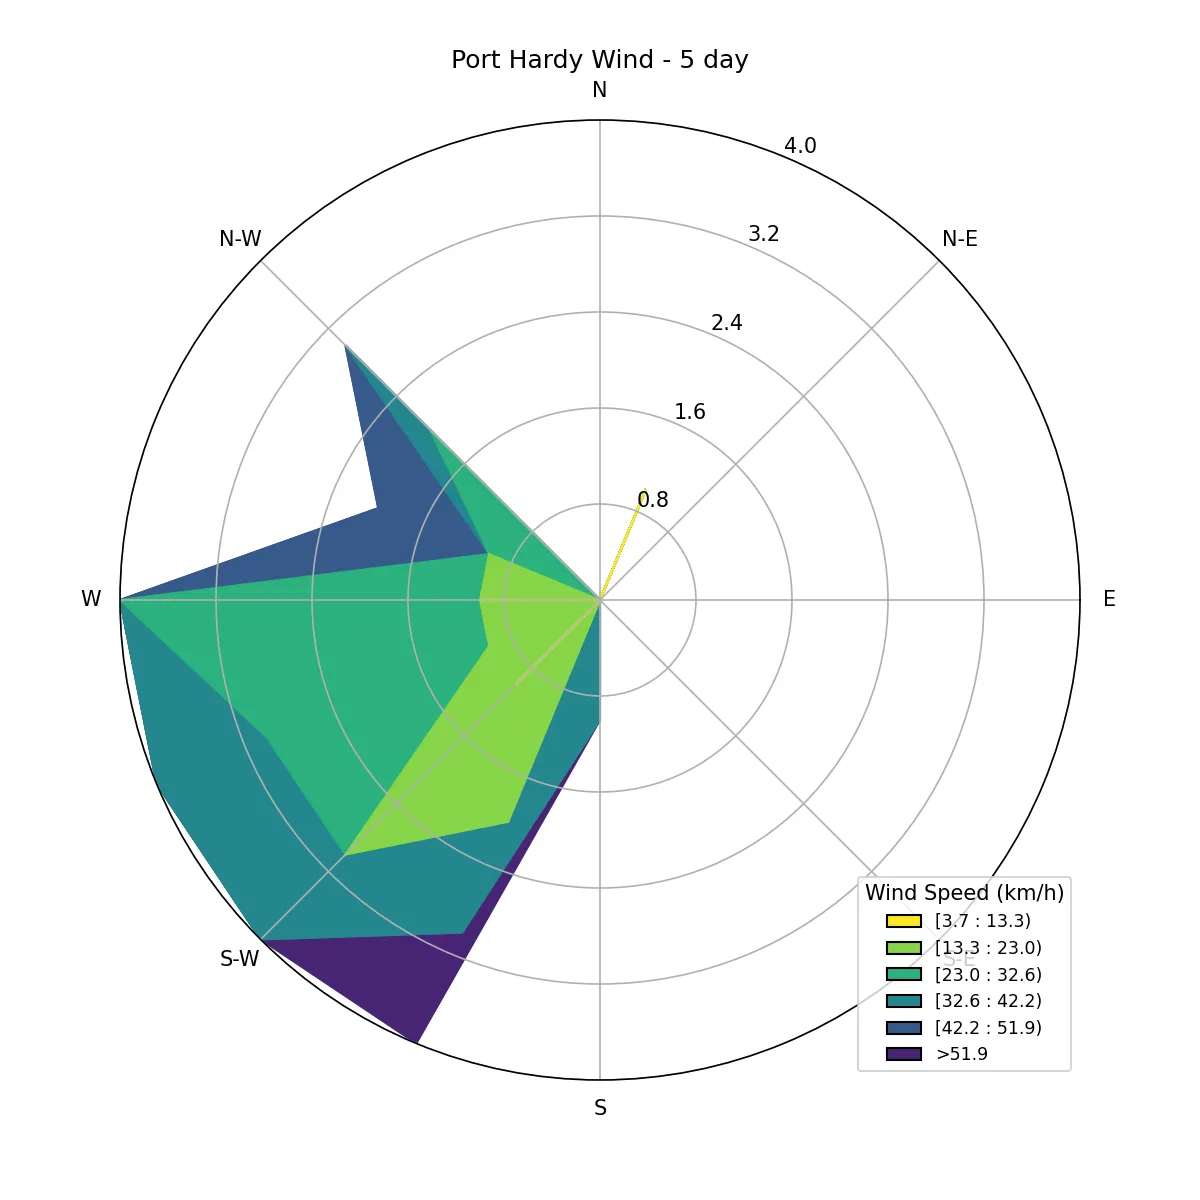 Port Hardy Wind - 5 day
N
4.0
N-W
3.2
N-E
2.4
1.6
0.8
W
E
S-W
S-E
S
Wind Speed (km/h)
[3.7 : 13.3)
[13.3 : 23.0)
[23.0 : 32.6)
[32.6 : 42.2)
[42.2 : 51.9)
>51.9